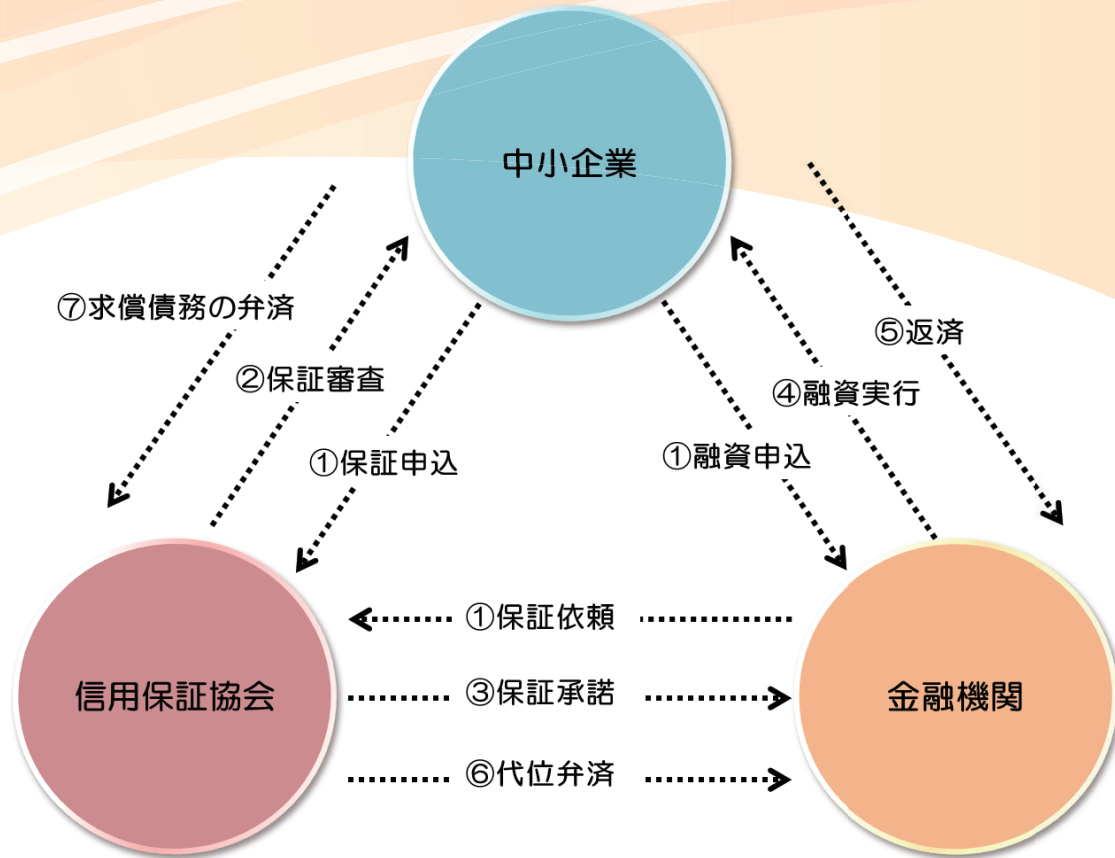 中小企業
⑦求償債務の弁済
⑤返済
②保証審査
④融資実行
①保証申込
①融資申込
①保証依頼
信用保証協会
③保証承諾
金融機関
⑥代位弁済